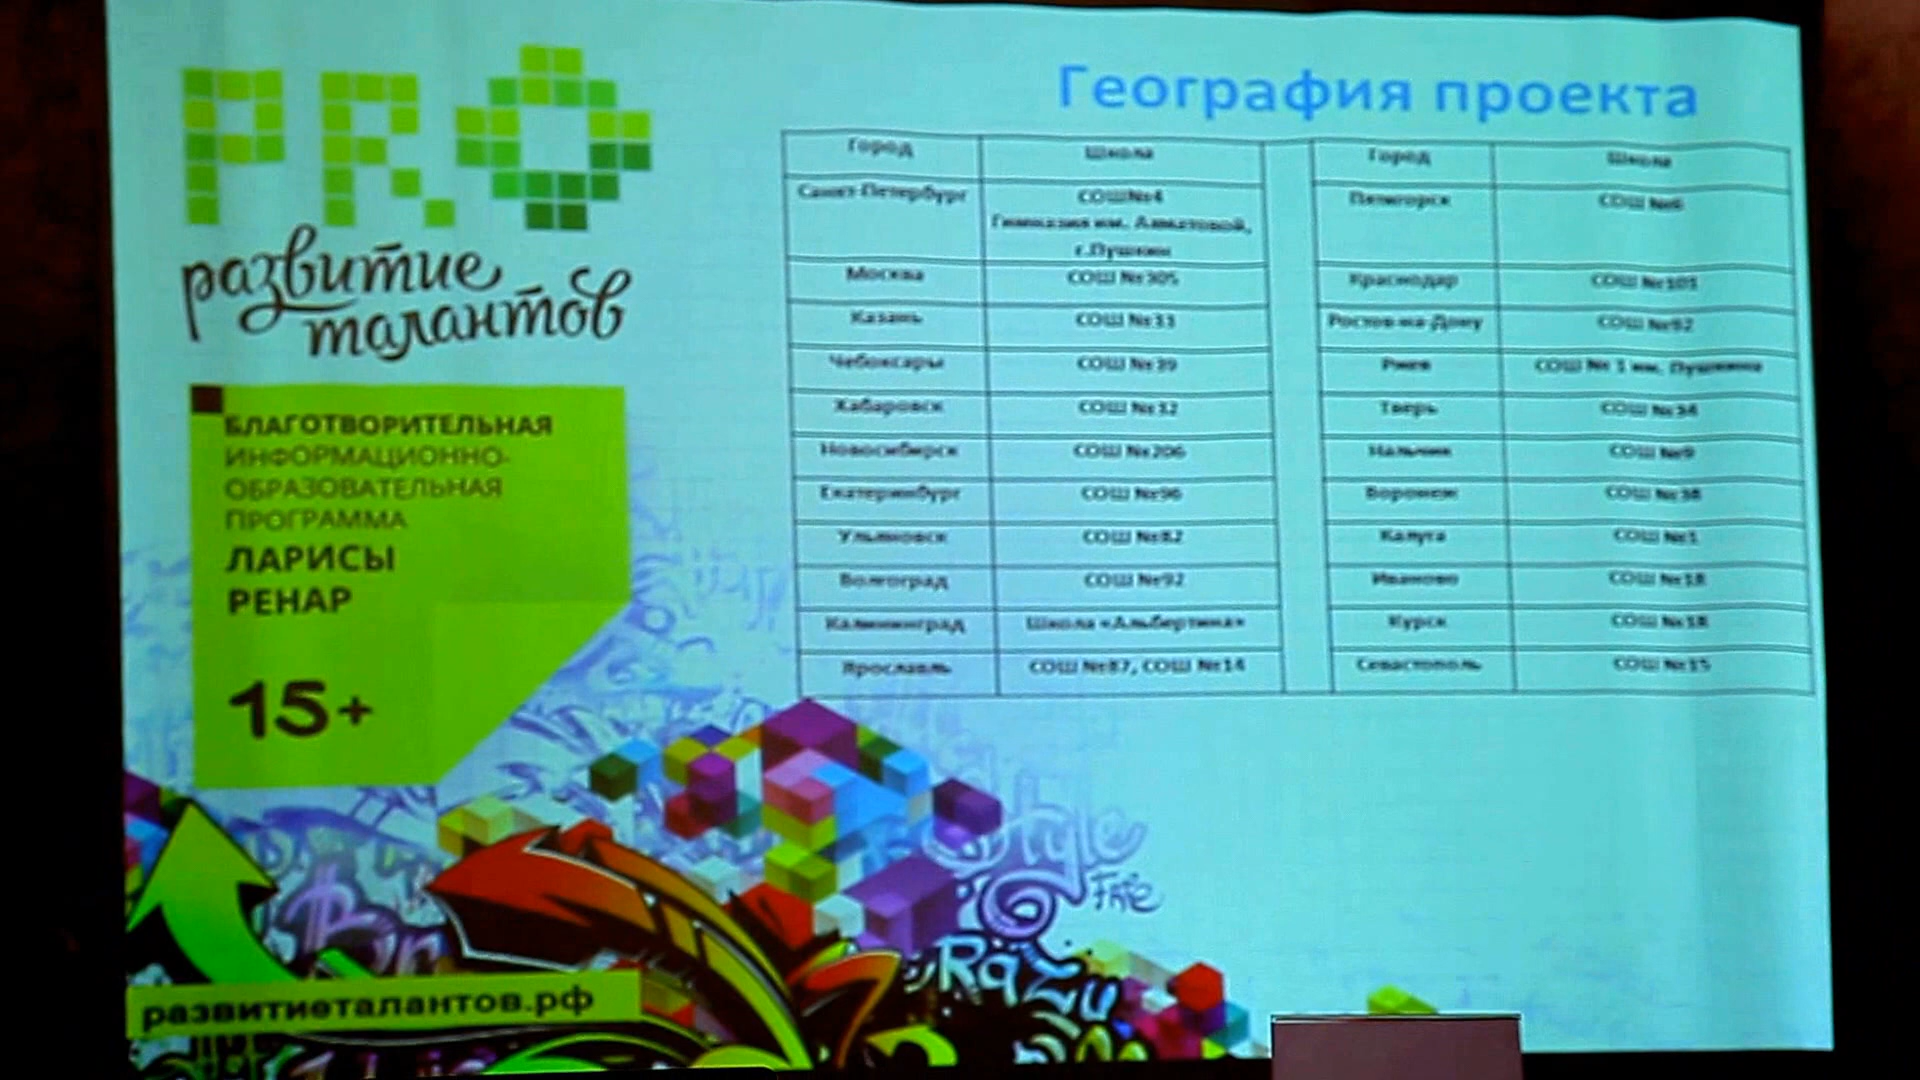 PRO
развитие
талантов
БЛАГОТВОРИТЕЛЬНАЯ
ИНФОРМАЦИОННО-
ОБРАЗОВАТЕЛЬНАЯ
ПРОГРАММА
ЛАРИСЫ
РЕНАР
15+
развитиеталантов.рф
География проекта
Город Школа Город Школа
Санкт-Петербург СОШ№4 Пятигорск СОШ №6
Гимназия им. Ахматовой,
г.Пушкин
Москва СОШ №305 Краснодар СОШ №101
Казань СОШ №33 Ростов-на-Дону СОШ №92
Чебоксары СОШ №39 Ржев СОШ № 1 им. Пушкина
Хабаровск СОШ №12 Тверь СОШ №34
Новосибирск СОШ №206 Нальчик СОШ №9
Екатеринбург СОШ №96 Воронеж СОШ №38
Ульяновск СОШ №82 Калуга СОШ №1
Волгоград СОШ №92 Иваново СОШ №18
Калининград Школа «Альбертина» Курск СОШ №18
Ярославль СОШ №87, СОШ №14 Севастополь СОШ №15
Style
Free
RaZu